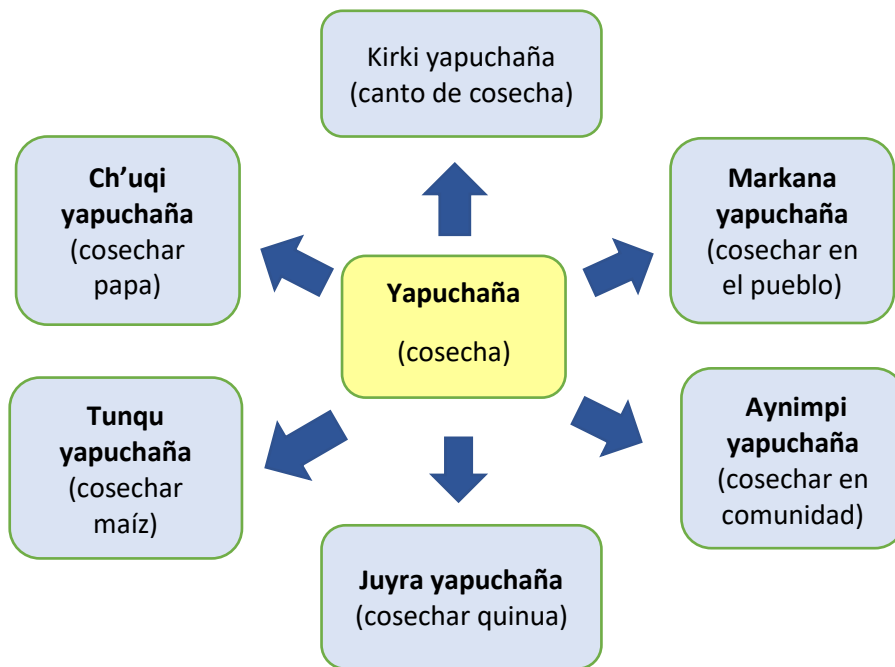 Kirki yapuchaña
(canto de cosecha)
Ch’uqi
yapuchaña
(cosechar
papa)
Markana
yapuchaña
(cosechar en
el pueblo)
Yapuchaña
(cosecha)
Tunqu
yapuchaña
(cosechar
maíz)
Aynimpi
yapuchaña
(cosechar en
comunidad)
Juyra yapuchaña
(cosechar quinua)